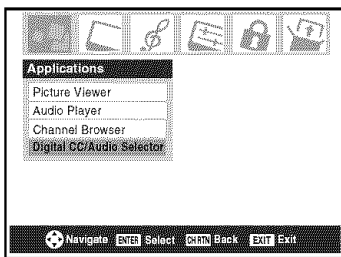 Applications
Picture Viewer
Audio Player
Channel Browser
Digital CC/Audio Selector
Navigate ENTER Select CH RTN Back EXIT Exit